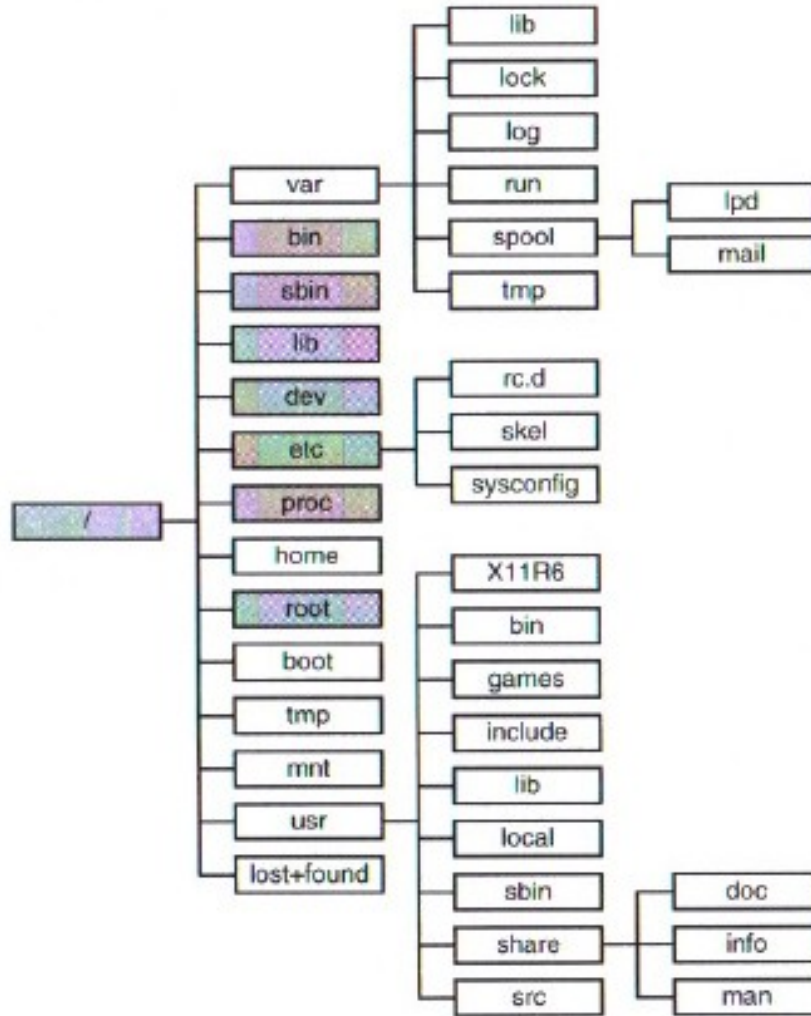 /
var
bin
sbin
lib
dev
etc
proc
home
root
boot
tmp
mnt
usr
lost+found
lib
lock
log
run
spool
tmp
lpd
mail
rc.d
skel
sysconfig
X11R6
bin
games
include
lib
local
sbin
share
src
doc
info
man